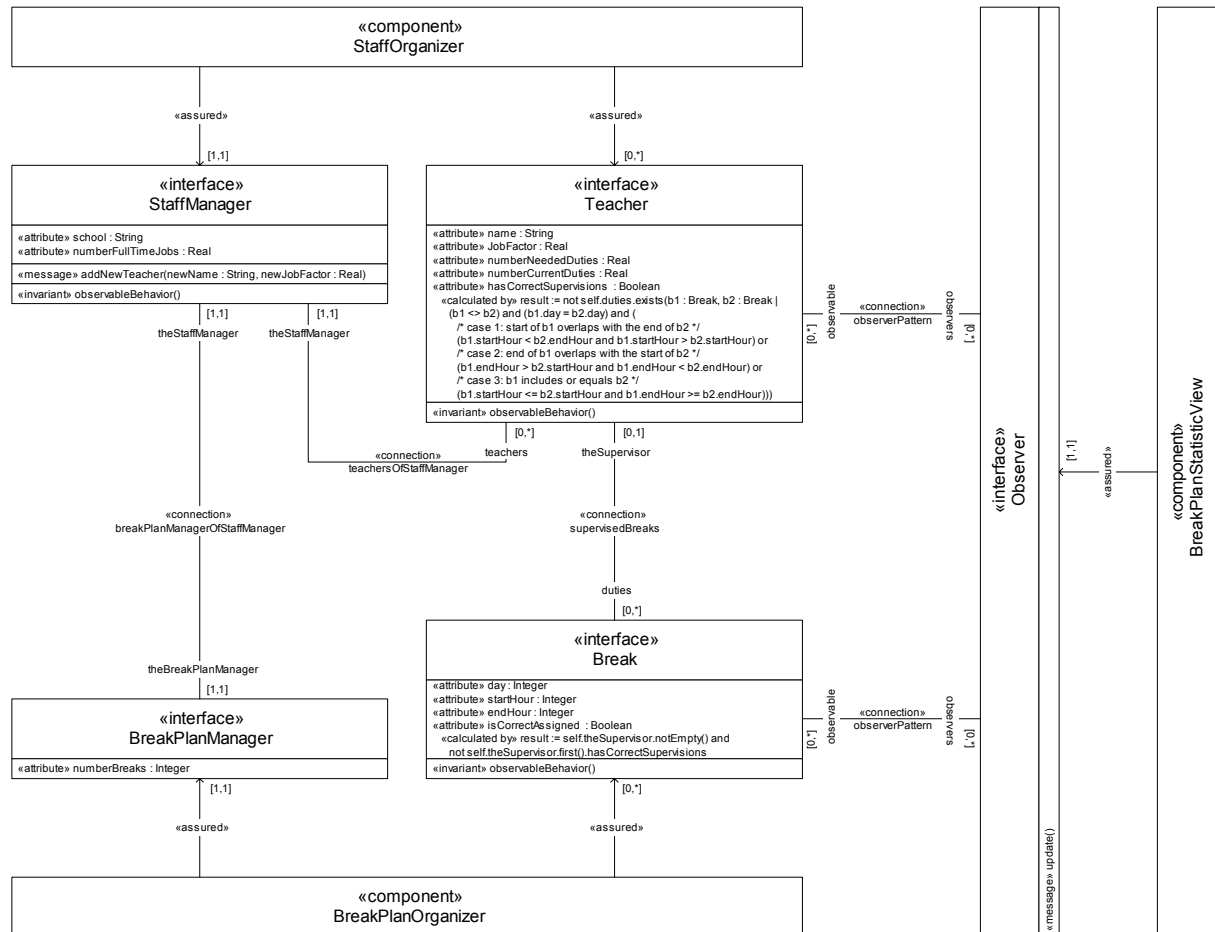 «component»
StaffOrganizer
«assured»
«assured»
[1,1]
[0,*]
«interface»
StaffManager
«attribute» school : String
«attribute» numberFullTimeJobs : Real
«message» addNewTeacher(newName : String, newJobFactor : Real)
«invariant» observableBehavior()
[1,1]
[1,1]
theStaffManager
theStaffManager
«interface»
Teacher
«attribute» name : String
«attribute» JobFactor : Real
«attribute» numberNeededDuties : Real
«attribute» numberCurrentDuties : Real
«attribute» hasCorrectSupervisions : Boolean
«calculated by» result := not self.duties.exists(b1 : Break, b2 : Break |
(b1 <> b2) and (b1.day = b2.day) and (
/* case 1: start of b1 overlaps with the end of b2 */
(b1.startHour < b2.endHour and b1.startHour > b2.startHour) or
/* case 2: end of b1 overlaps with the start of b2 */
(b1.endHour > b2.startHour and b1.endHour < b2.endHour) or
/* case 3: b1 includes or equals b2 */
(b1.startHour <= b2.startHour and b1.endHour >= b2.endHour)))
«invariant» observableBehavior()
[0,*]
[0,1]
teachers
theSupervisor
«connection»
teachersOfStaffManager
«connection»
breakPlanManagerOfStaffManager
«connection»
supervisedBreaks
duties
[0,*]
theBreakPlanManager
[1,1]
«interface»
BreakPlanManager
«attribute» numberBreaks : Integer
[1,1]
«interface»
Break
«attribute» day : Integer
«attribute» startHour : Integer
«attribute» endHour : Integer
«attribute» isCorrectAssigned : Boolean
«calculated by» result := self.theSupervisor.notEmpty() and
not self.theSupervisor.first().hasCorrectSupervisions
«invariant» observableBehavior()
[0,*]
«assured»
«assured»
«component»
BreakPlanOrganizer
[0,*]
observable
«connection»
observerPattern
observers
[0,*]
[0,*]
observable
«connection»
observerPattern
observers
[0,*]
«interface»
Observer
«message» update()
[1,1]
«assured»
«component»
BreakPlanStatisticView